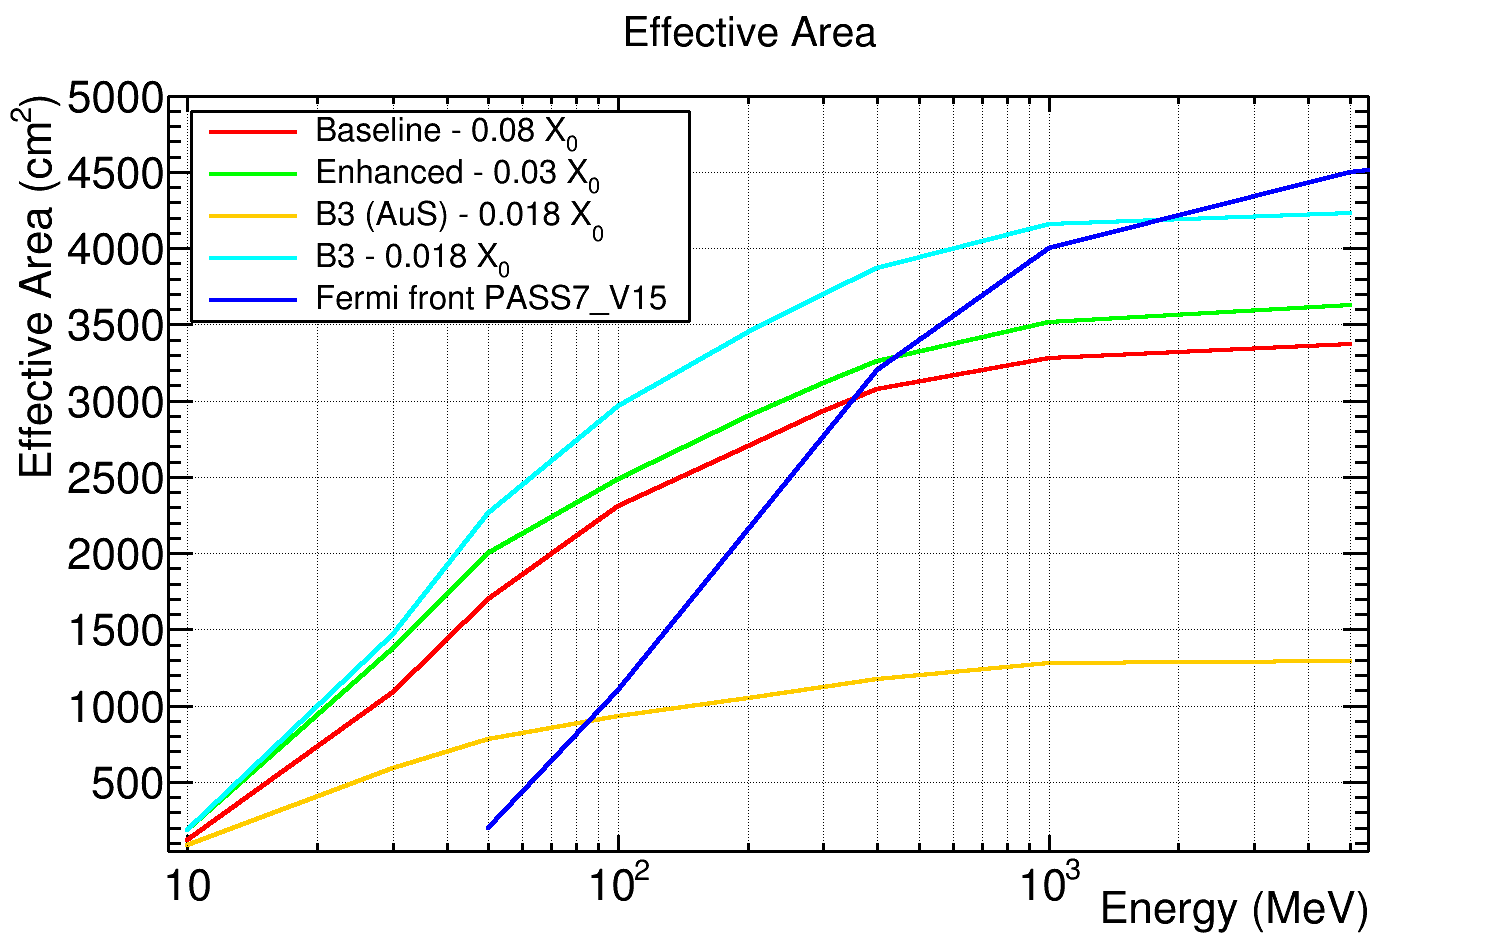 Effective Area
Effective Area (cm²)
5000
4500
4000
3500
3000
2500
2000
1500
1000
500
Baseline - 0.08 X₀
Enhanced - 0.03 X₀
B3 (AuS) - 0.018 X₀
B3 - 0.018 X₀
Fermi front PASS7_V15
10 10² 10³
Energy (MeV)